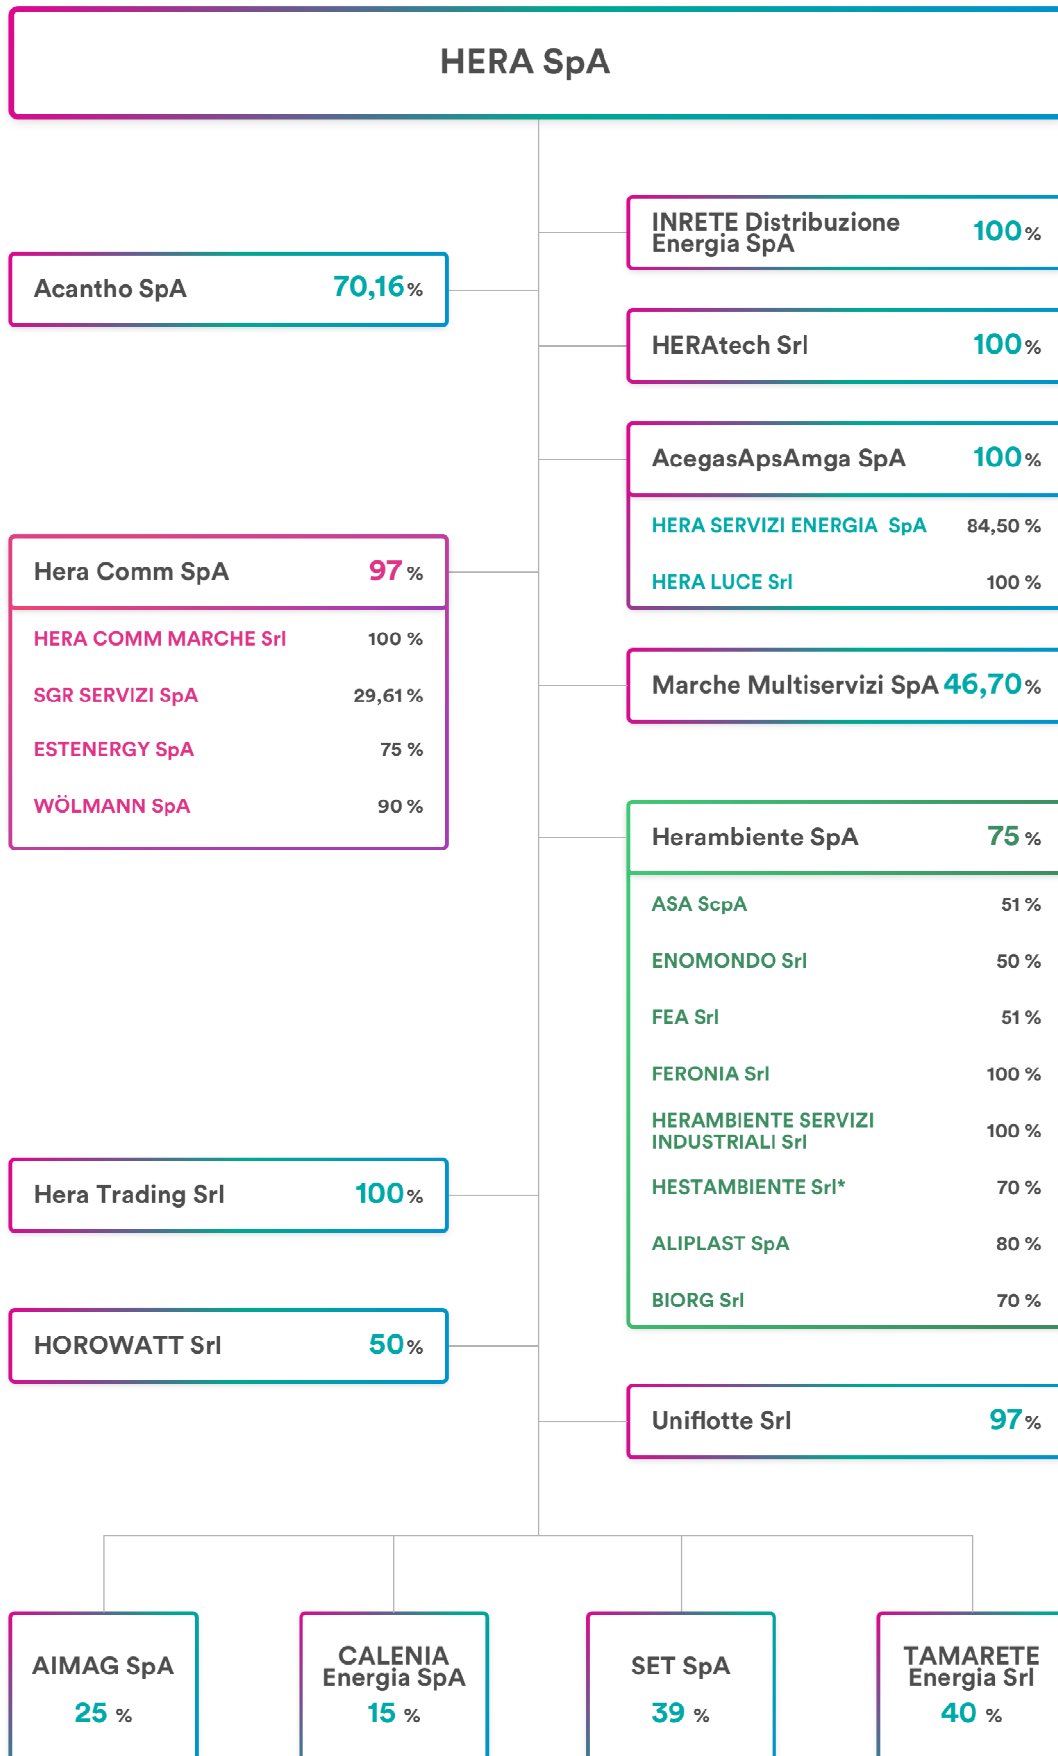 HERA SpA
INRETE Distribuzione
Energia SpA
100%
Acantho SpA 70,16%
HERAtech Srl 100%
AcegasApsAmga SpA 100%
HERA SERVIZI ENERGIA SpA 84,50 %
HERA LUCE Srl 100 %
Hera Comm SpA 97 %
HERA COMM MARCHE Srl 100 %
SGR SERVIZI SpA 29,61 %
ESTENERGY SpA 75 %
WÖLMANN SpA 90 %
Marche Multiservizi SpA 46,70%
Herambiente SpA 75 %
ASA ScpA 51 %
ENOMONDO Srl 50 %
FEA Srl 51 %
FERONIA Srl 100 %
HERAMBIENTE SERVIZI
INDUSTRIALI Srl
100 %
HESTAMBIENTE Srl* 70 %
ALIPLAST SpA 80 %
BIORG Srl 70 %
Hera Trading Srl 100%
HOROWATT Srl 50%
Uniflotte Srl 97%
AIMAG SpA
25 %
CALENIA
Energia SpA
15 %
SET SpA
39 %
TAMARETE
Energia Srl
40 %